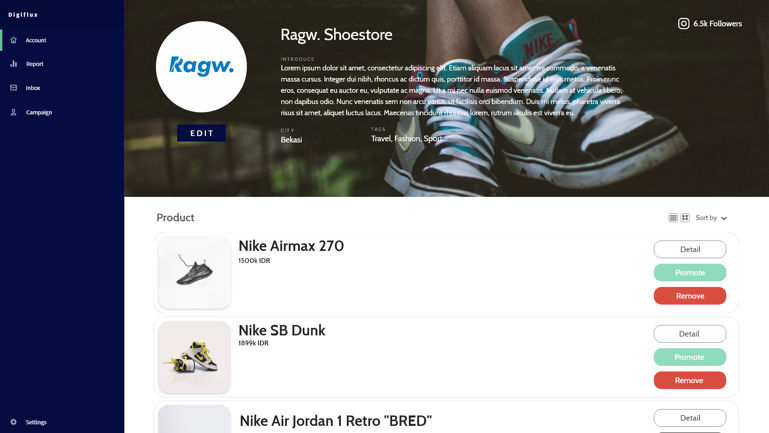 Digiflux
Account
Report
Inbox
Campaign
Settings
Ragw.
EDIT
Ragw. Shoestore
6.5k Followers
INTRODUCE
Lorem ipsum dolor sit amet, consectetur adipiscing elit. Etiam aliquam lacus sit amet mi commodo, a venenatis
massa cursus. Integer dui nibh, rhoncus ac dictum quis, porttitor id massa. Suspendisse id eros metus. Proin nunc
eros, consequat eu auctor eu, vulputate ac magna. Ut a mi nec nulla euismod venenatis. Nullam at vehicula libero,
non dapibus odio. Nunc venenatis sem non arcu varius, ut facilisis orci bibendum. Duis mi metus, pharetra viverra
risus sit amet, aliquet luctus lacus. Maecenas tincidunt rhoncus lorem, rutrum iaculis est viverra eu.
CITY
Bekasi
TAGS
Travel, Fashion, Sport
NIKE
Product
Sort by
Nike Airmax 270
1500k IDR
Detail
Promote
Remove
Nike SB Dunk
1899k IDR
Detail
Promote
Remove
Nike Air Jordan 1 Retro "BRED"
Detail